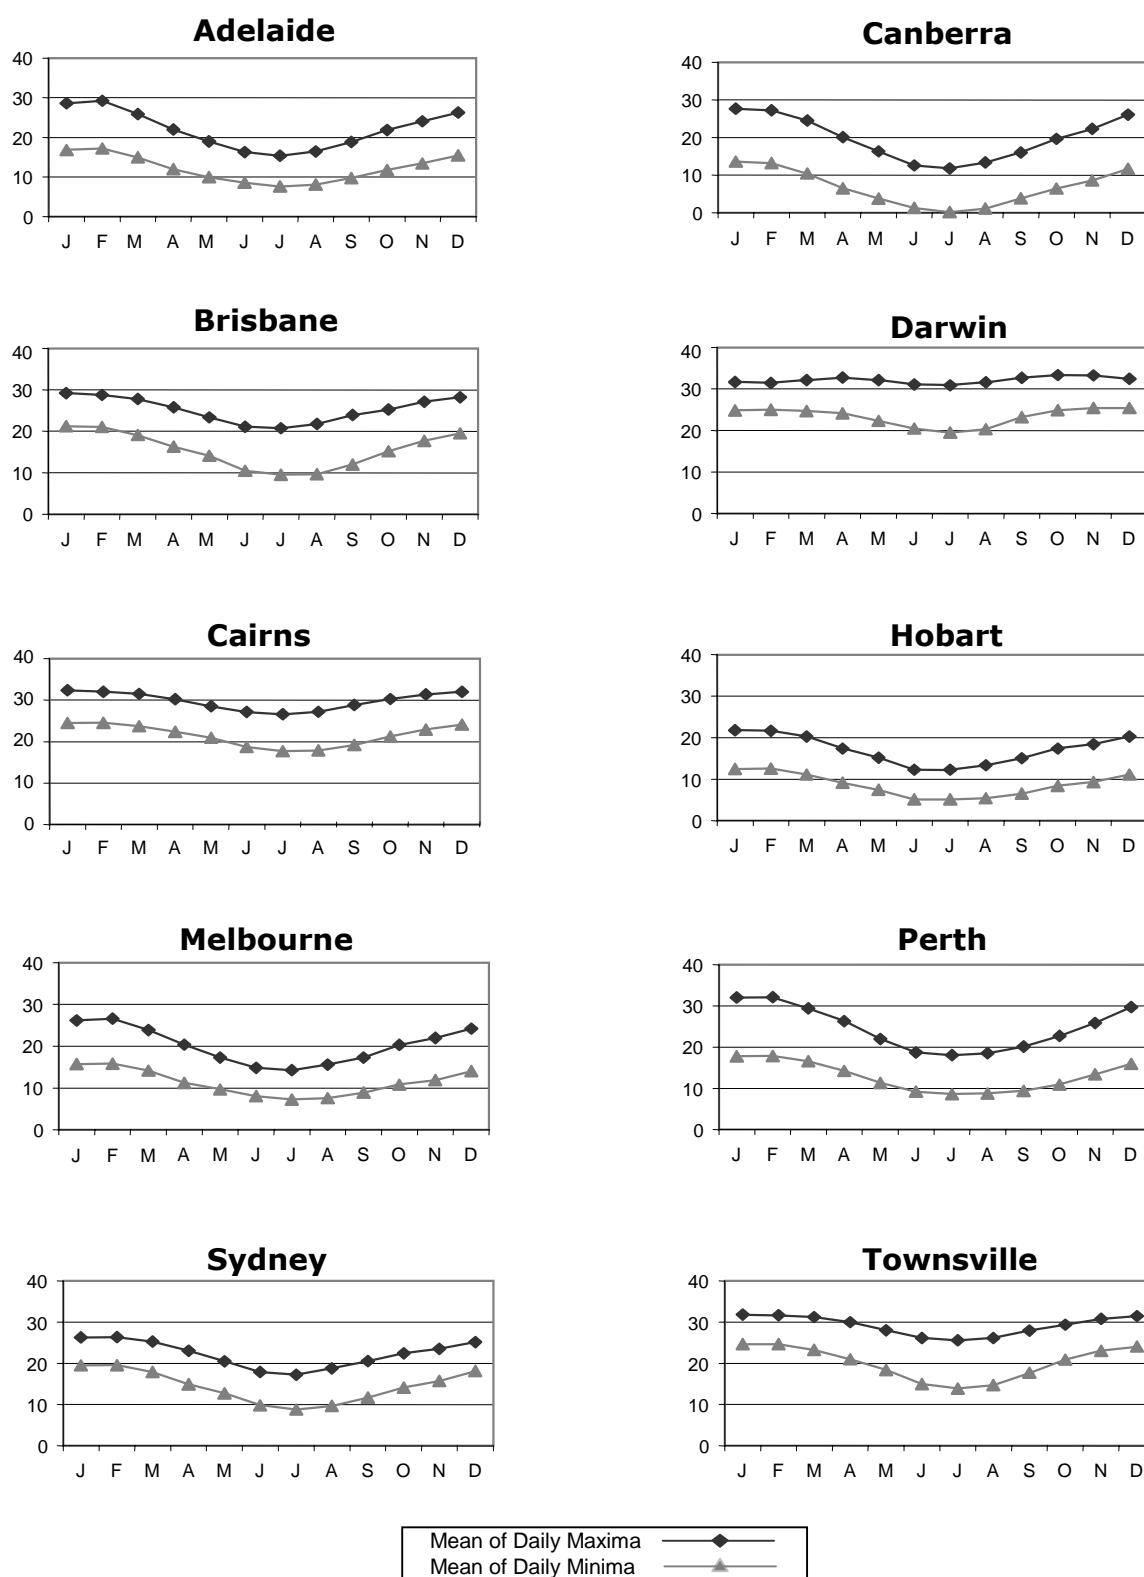 Adelaide
40
30
20
10
0
J F M A M J J A S O N D
Canberra
40
30
20
10
0
J F M A M J J A S O N D
Brisbane
40
30
20
10
0
J F M A M J J A S O N D
Darwin
40
30
20
10
0
J F M A M J J A S O N D
Cairns
40
30
20
10
0
J F M A M J J A S O N D
Hobart
40
30
20
10
0
J F M A M J J A S O N D
Melbourne
40
30
20
10
0
J F M A M J J A S O N D
Perth
40
30
20
10
0
J F M A M J J A S O N D
Sydney
40
30
20
10
0
J F M A M J J A S O N D
Townsville
40
30
20
10
0
J F M A M J J A S O N D
Mean of Daily Maxima
Mean of Daily Minima